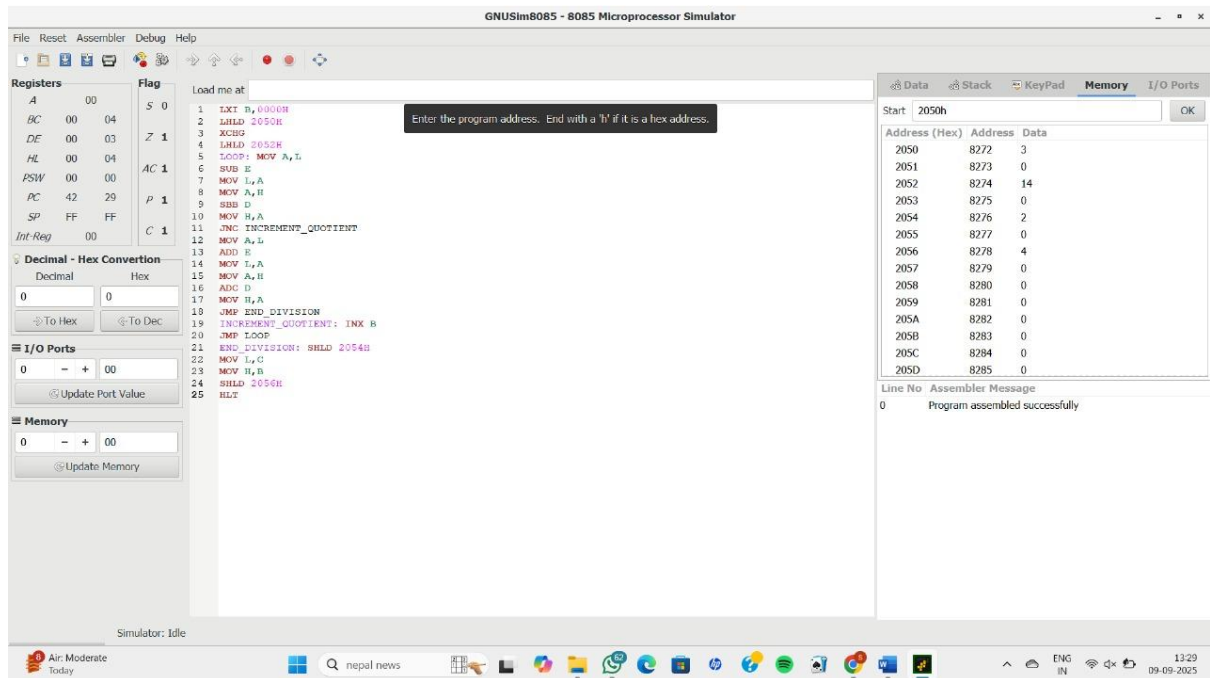 GNUSim8085 - 8085 Microprocessor Simulator
File Reset Assembler Debug Help
Registers
A 00
BC 00 04
DE 00 03
HL 00 04
PSW 00 00
PC 42 29
SP FF FF
Int-Reg 00
Flag
S 0
Z 1
AC 1
P 1
C 1
Decimal - Hex Convertion
Decimal Hex
0 0
To Hex To Dec
I/O Ports
0 - + 00
Update Port Value
Memory
0 - + 00
Update Memory
Load me at
Enter the program address. End with a 'h' if it is a hex address.
1 LXI B,0000H
2 LHLD 2050H
3 XCHG
4 LHLD 2052H
5 LOOP: MOV A,L
6 SUB E
7 MOV L,A
8 MOV A,H
9 SBB D
10 MOV H,A
11 JNC INCREMENT_QUOTIENT
12 MOV A,L
13 ADD E
14 MOV L,A
15 MOV A,H
16 ADC D
17 MOV H,A
18 JMP END_DIVISION
19 INCREMENT_QUOTIENT: INX B
20 JMP LOOP
21 END_DIVISION: SHLD 2054H
22 MOV L,C
23 MOV H,B
24 SHLD 2056H
25 HLT
Data Stack KeyPad Memory I/O Ports
Start 2050h OK
Address (Hex) Address Data
2050 8272 3
2051 8273 0
2052 8274 14
2053 8275 0
2054 8276 2
2055 8277 0
2056 8278 4
2057 8279 0
2058 8280 0
2059 8281 0
205A 8282 0
205B 8283 0
205C 8284 0
205D 8285 0
Line No Assembler Message
0 Program assembled successfully
Simulator: Idle
8
Air: Moderate
Today
nepal news
62
hp
ENG
IN
13:29
09-09-2025